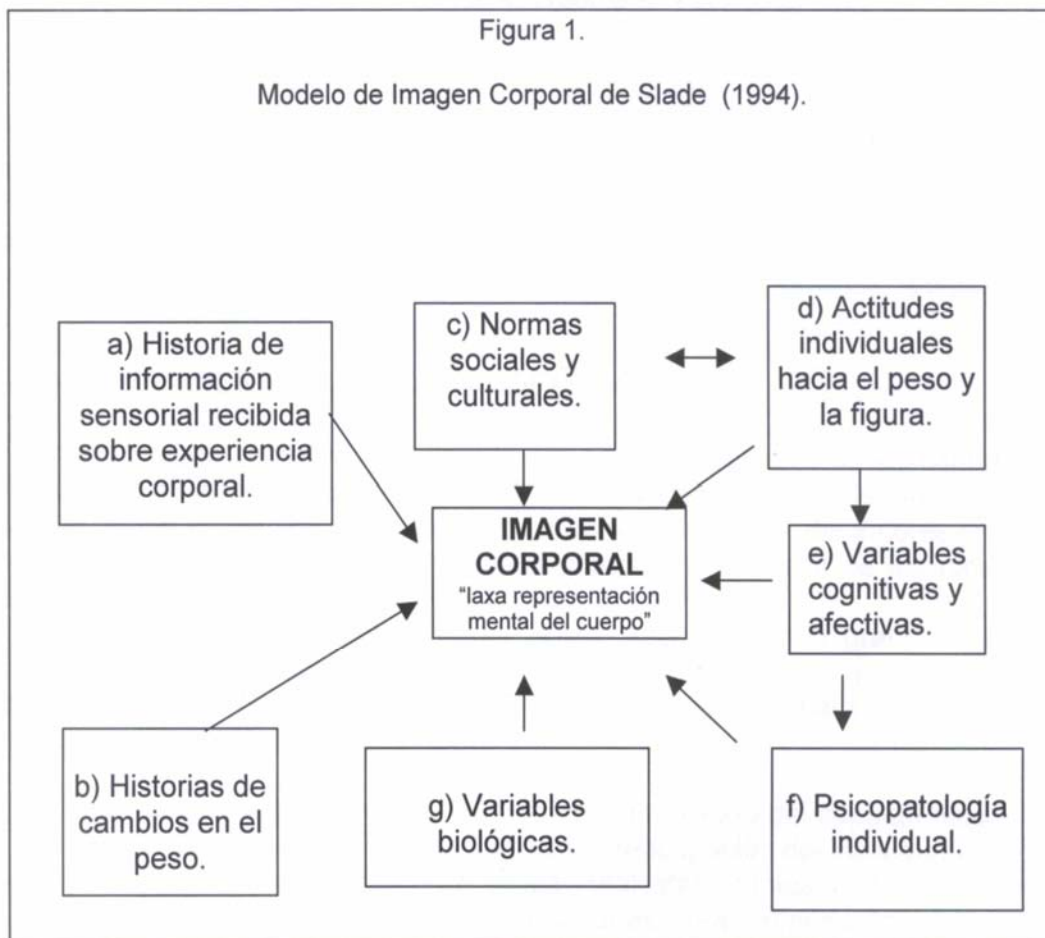 Figura 1.
Modelo de Imagen Corporal de Slade (1994).
a) Historia de
información
sensorial recibida
sobre experiencia
corporal.
c) Normas
sociales y
culturales.
d) Actitudes
individuales
hacia el peso y
la figura.
IMAGEN
CORPORAL
"laxa representación
mental del cuerpo"
e) Variables
cognitivas y
afectivas.
b) Historias de
cambios en el
peso.
g) Variables
biológicas.
f) Psicopatología
individual.